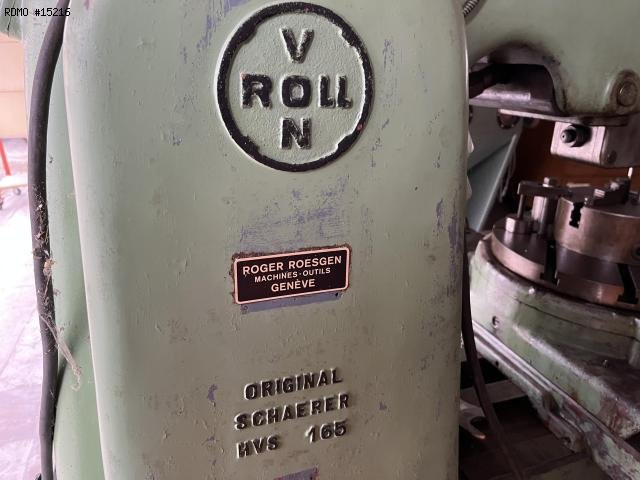 RDMO #15216
V
ROLL
N
ROGER ROESGEN
MACHINES-OUTILS
GENÈVE
ORIGINAL
SCHAERER
HVS 165